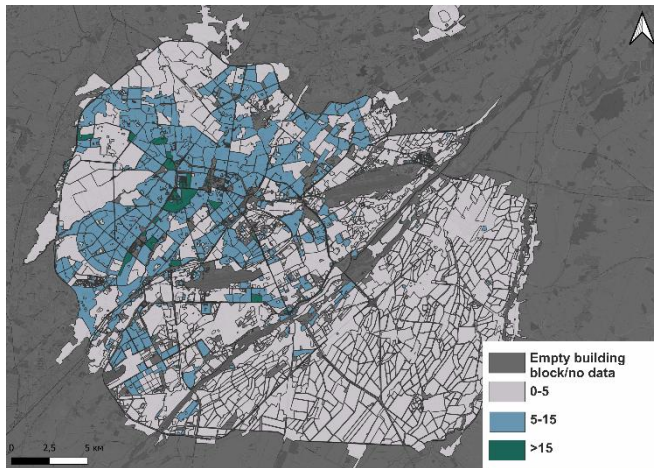 Empty building
block/no data
0-5
5-15
>15
0 2,5 5 км